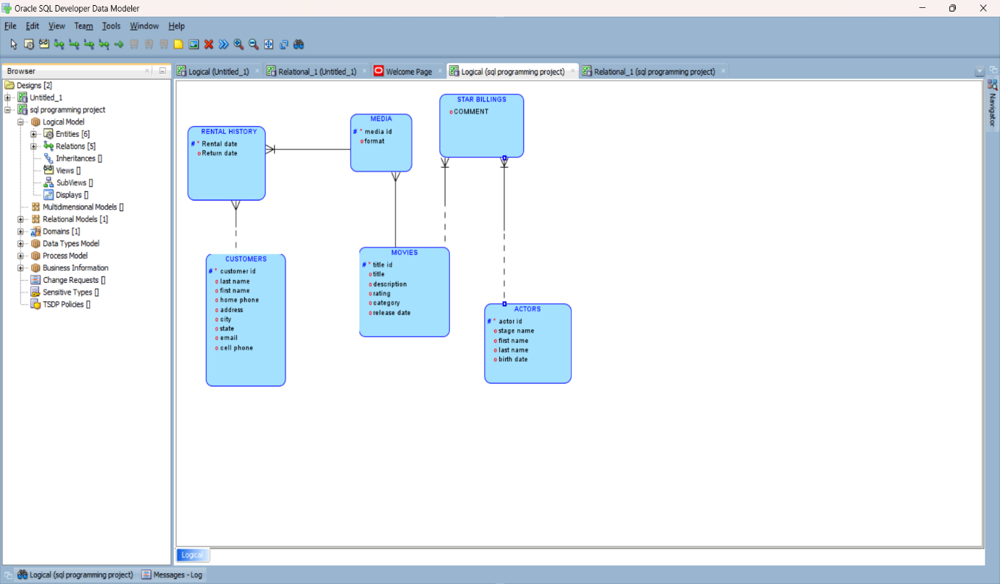 Oracle SQL Developer Data Modeler
File Edit View Team Tools Window Help
Browser
Logical (Untitled_1)
Relational_1 (Untitled_1)
Welcome Page
Logical (sql programming project)
Relational_1 (sql programming project)
Designs [2]
Untitled_1
sql programming project
Logical Model
Entities [6]
Relations [5]
Inheritances []
Views []
SubViews []
Displays []
Multidimensional Models []
Relational Models [1]
Domains [1]
Data Types Model
Process Model
Business Information
Change Requests []
Sensitive Types []
TSDP Policies []
RENTAL HISTORY
# * Rental date
o Return date
MEDIA
# * media id
o format
STAR BILLINGS
o COMMENT
CUSTOMERS
# * customer id
o last name
o first name
o home phone
o address
o city
o state
o email
o cell phone
MOVIES
# * title id
o title
o description
o rating
o category
o release date
ACTORS
# * actor id
o stage name
o first name
o last name
o birth date
Navigator
Logical
Logical (sql programming project)
Messages - Log